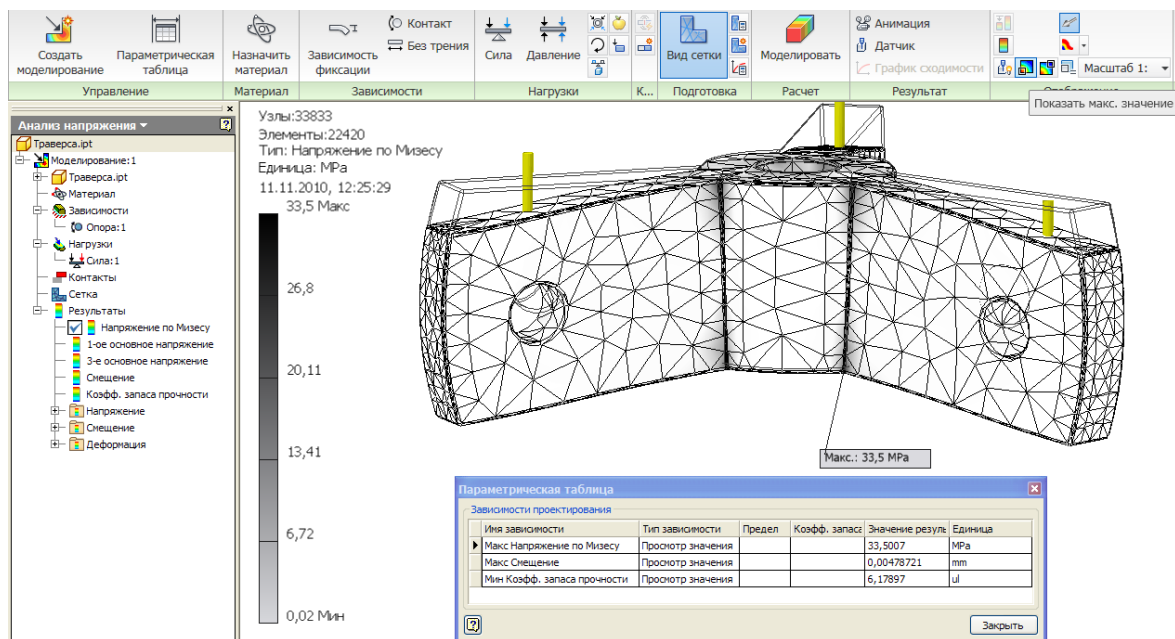 Контакт
Без трения
Создать моделирование
Параметрическая таблица
Назначить материал
Зависимость фиксации
Сила
Давление
Вид сетки
Моделировать
Анимация
Датчик
График сходимости
Масштаб 1:
Управление
Материал
Зависимости
Нагрузки
К...
Подготовка
Расчет
Результат
Показать макс. значение
Анализ напряжения
Траверса.ipt
Моделирование:1
Траверса.ipt
Материал
Зависимости
Опора:1
Нагрузки
Сила:1
Контакты
Сетка
Результаты
Напряжение по Мизесу
1-ое основное напряжение
3-е основное напряжение
Смещение
Коэфф. запаса прочности
Напряжение
Смещение
Деформация
Узлы:33833
Элементы:22420
Тип: Напряжение по Мизесу
Единица: MPa
11.11.2010, 12:25:29
33,5 Макс
26,8
20,11
13,41
6,72
0,02 Мин
Макс.: 33,5 MPa
Параметрическая таблица
Зависимости проектирования
Имя зависимости Тип зависимости Предел Коэфф. запаса Значение резуль Единица
Макс Напряжение по Мизесу Просмотр значения 33,5007 MPa
Макс Смещение Просмотр значения 0,00478721 mm
Мин Коэфф. запаса прочности Просмотр значения 6,17897 ul
Закрыть